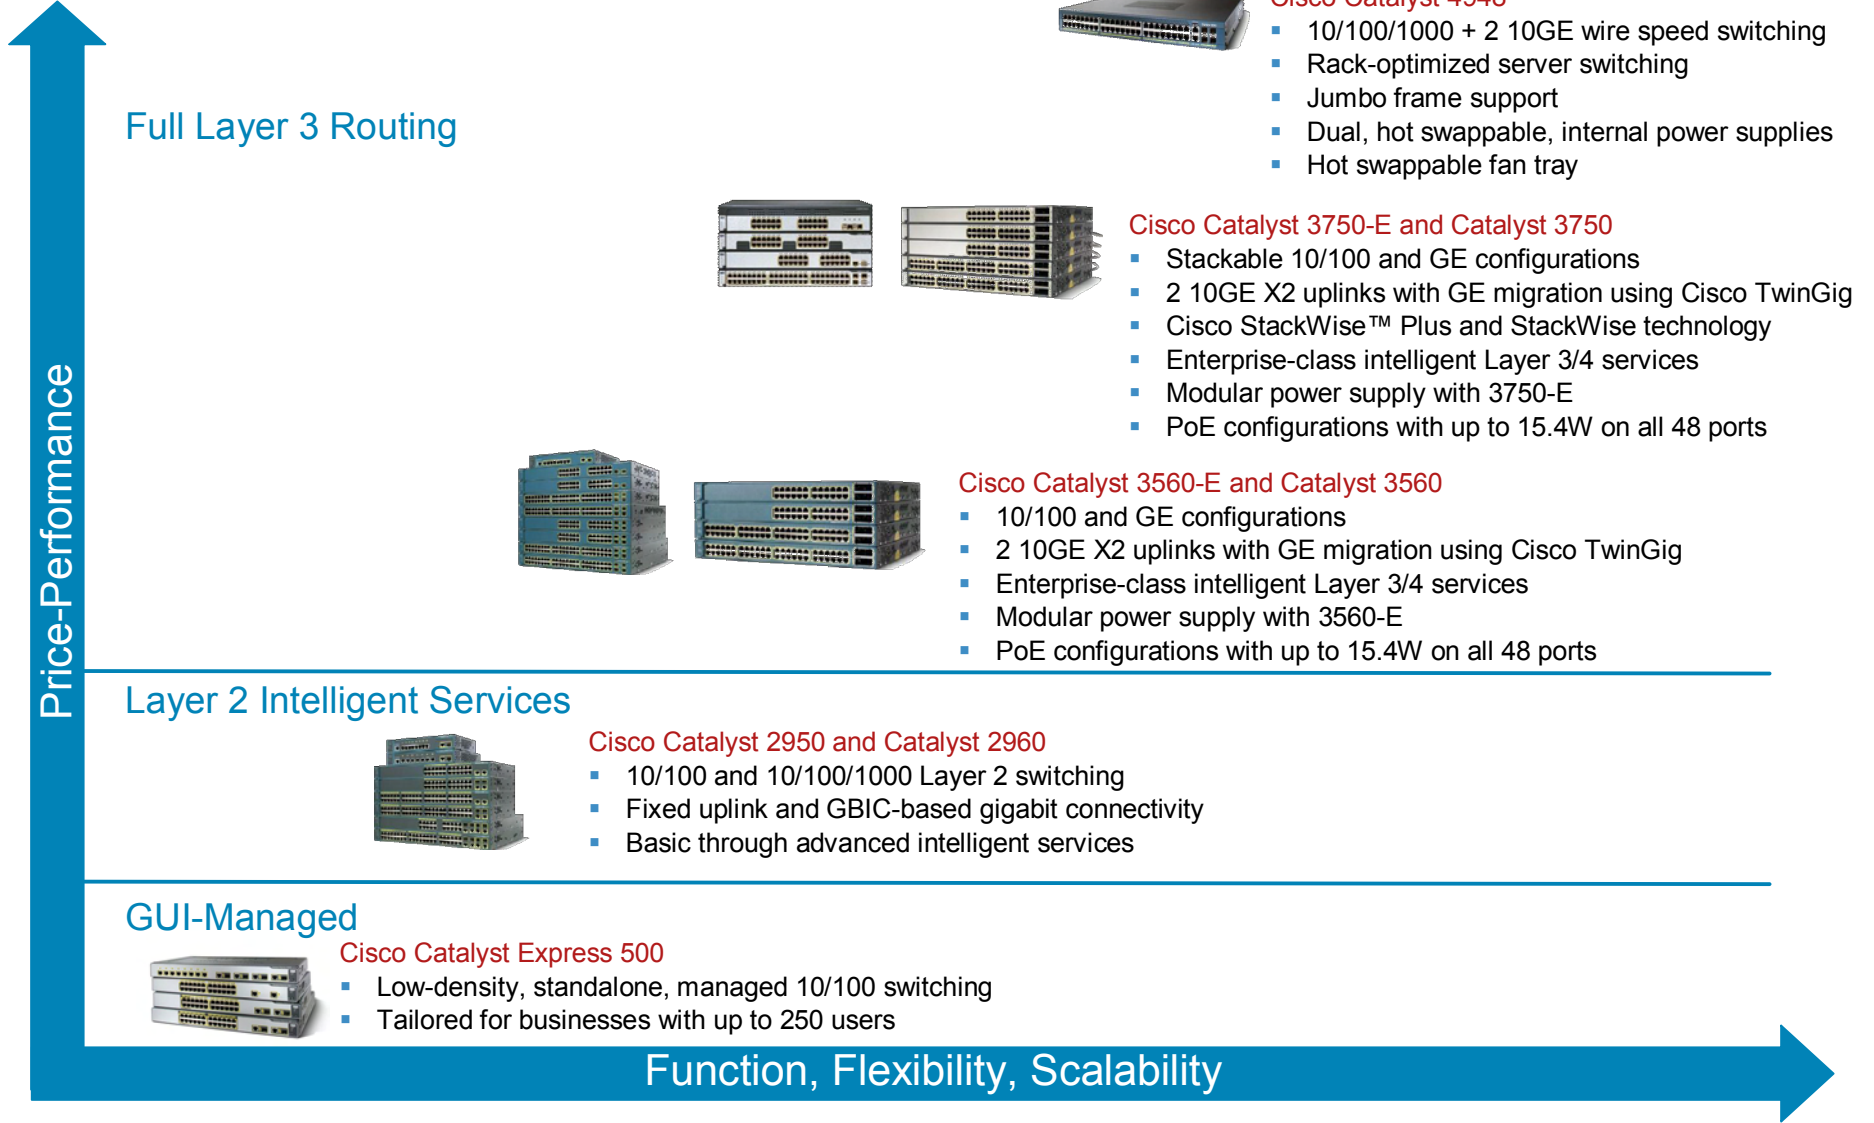 Cisco Catalyst 4948
10/100/1000 + 2 10GE wire speed switching
Rack-optimized server switching
Jumbo frame support
Dual, hot swappable, internal power supplies
Hot swappable fan tray
Full Layer 3 Routing
Cisco Catalyst 3750-E and Catalyst 3750
Stackable 10/100 and GE configurations
2 10GE X2 uplinks with GE migration using Cisco TwinGig
Cisco StackWise™ Plus and StackWise technology
Enterprise-class intelligent Layer 3/4 services
Modular power supply with 3750-E
PoE configurations with up to 15.4W on all 48 ports
Cisco Catalyst 3560-E and Catalyst 3560
10/100 and GE configurations
2 10GE X2 uplinks with GE migration using Cisco TwinGig
Enterprise-class intelligent Layer 3/4 services
Modular power supply with 3560-E
PoE configurations with up to 15.4W on all 48 ports
Price-Performance
Layer 2 Intelligent Services
Cisco Catalyst 2950 and Catalyst 2960
10/100 and 10/100/1000 Layer 2 switching
Fixed uplink and GBIC-based gigabit connectivity
Basic through advanced intelligent services
GUI-Managed
Cisco Catalyst Express 500
Low-density, standalone, managed 10/100 switching
Tailored for businesses with up to 250 users
Function, Flexibility, Scalability